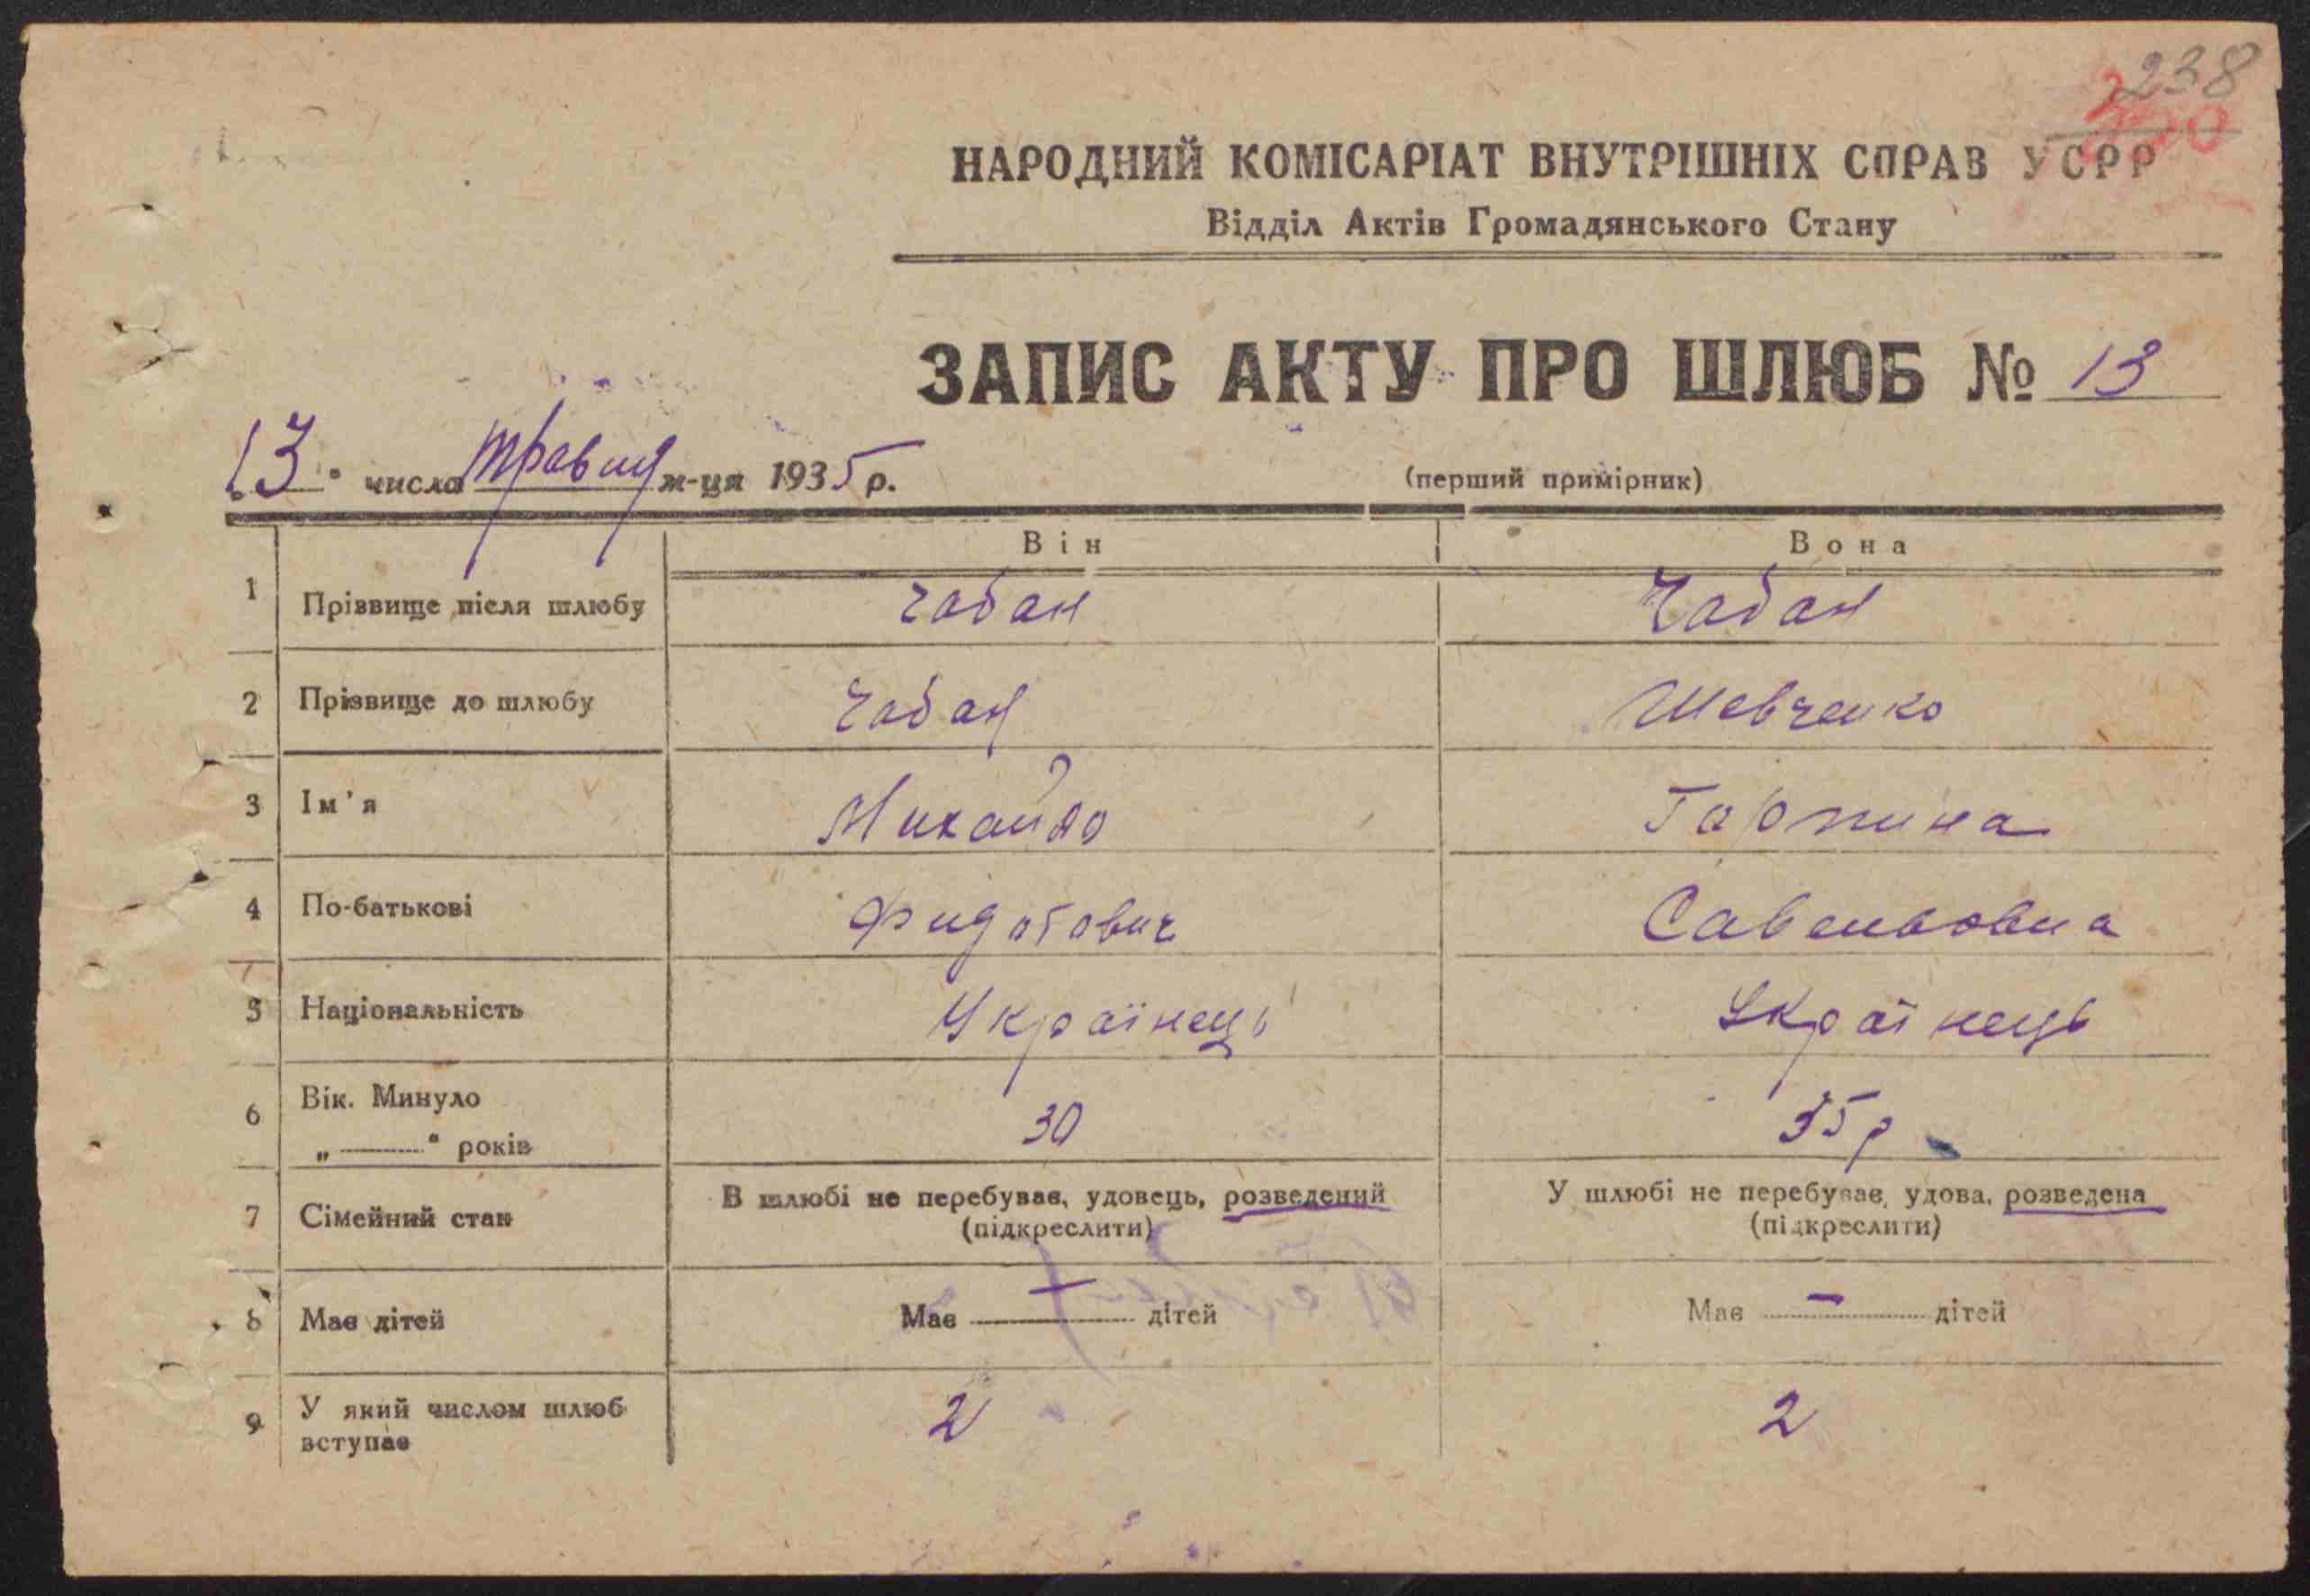 238
НАРОДНИЙ КОМІСАРІАТ ВНУТРІШНІХ СПРАВ УСРР
Відділ Актів Громадянського Стану
ЗАПИС АКТУ ПРО ШЛЮБ № 13
„13" числа травня м-ця 1935 р.
(перший примірник)
Він Вона
1 Прізвище після шлюбу Чабан Чабан
2 Прізвище до шлюбу Чабан Шевченко
3 Ім'я Михайло Гарпина
4 По-батькові Фидотович Савельовна
5 Національність Українець Українець
6 Вік. Минуло 30 35 р
„ " років
7 Сімейний стан В шлюбі не перебував, удовець, розведений У шлюбі не перебував, удова, розведена
(підкреслити) (підкреслити)
8 Має дітей Має — дітей Має — дітей
9 У який числом шлюб 2 2
вступає